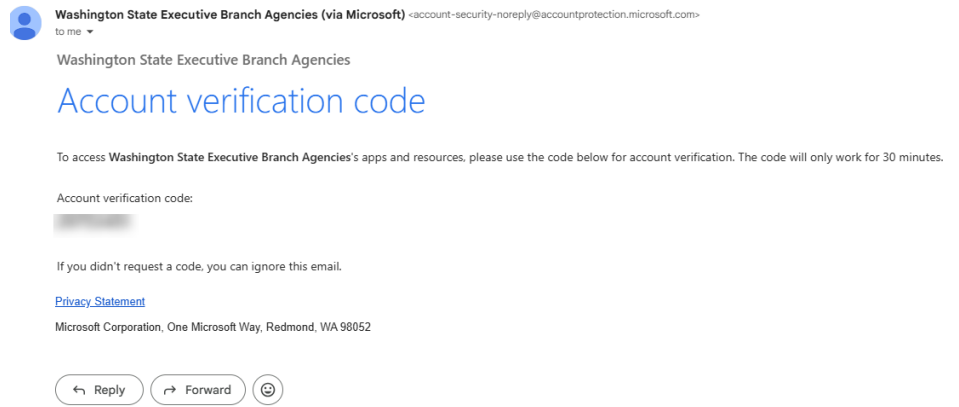 Washington State Executive Branch Agencies (via Microsoft) <account-security-noreply@accountprotection.microsoft.com>
to me
Washington State Executive Branch Agencies
Account verification code
To access Washington State Executive Branch Agencies's apps and resources, please use the code below for account verification. The code will only work for 30 minutes.
Account verification code:
If you didn't request a code, you can ignore this email.
Privacy Statement
Microsoft Corporation, One Microsoft Way, Redmond, WA 98052
Reply Forward